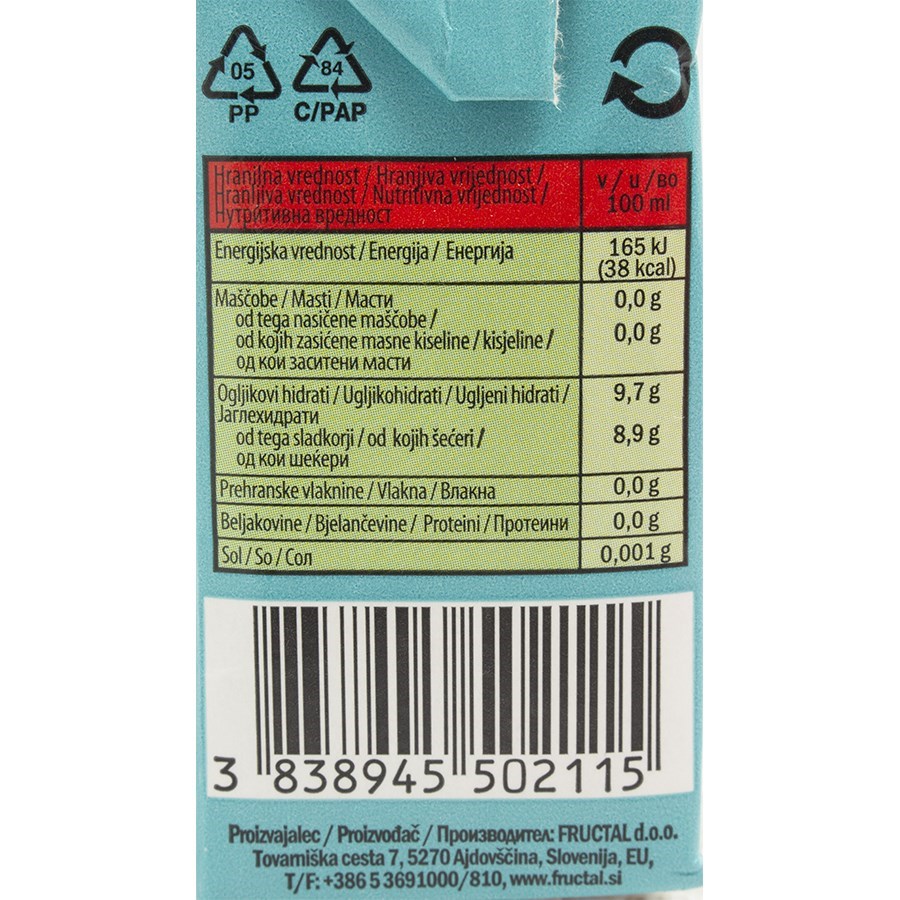 05
PP
84
C/PAP
Hranilna vrednost / Hranjiva vrijednost /
Hranljiva vrednost / Nutritivna vrijednost /
Нутритивна вредност
v / u / во
100 ml
Energijska vrednost / Energija / Енергија
165 kJ
(38 kcal)
Maščobe / Masti / Масти
0,0 g
od tega nasičene maščobe /
od kojih zasićene masne kiseline / kisjeline /
од кои заситени масти
0,0 g
Ogljikovi hidrati / Ugljikohidrati / Ugljeni hidrati /
Јаглехидрати
9,7 g
od tega sladkorji / od kojih šećeri /
од кои шеќери
8,9 g
Prehranske vlaknine / Vlakna / Влакна
0,0 g
Beljakovine / Bjelančevine / Proteini / Протеини
0,0 g
Sol / So / Сол
0,001 g
3 838945 502115
Proizvajalec / Proizvođač / Производител: FRUCTAL d.o.o.
Tovarniška cesta 7, 5270 Ajdovščina, Slovenija, EU,
T/F: +386 5 3691000/810, www.fructal.si